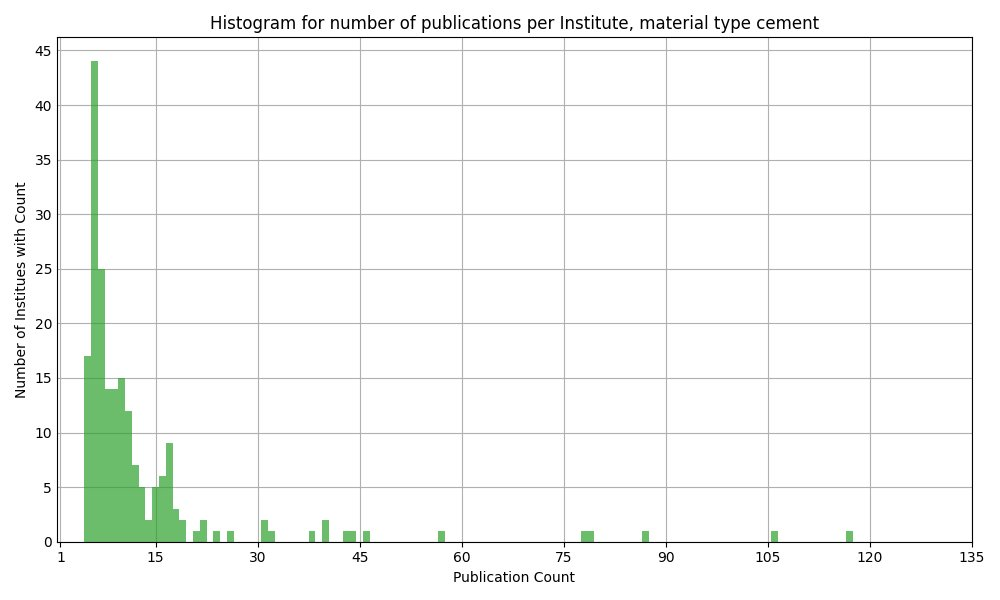 Histogram for number of publications per Institute, material type cement
45
40
35
30
25
20
15
10
5
0
Number of Institues with Count
1 15 30 45 60 75 90 105 120 135
Publication Count